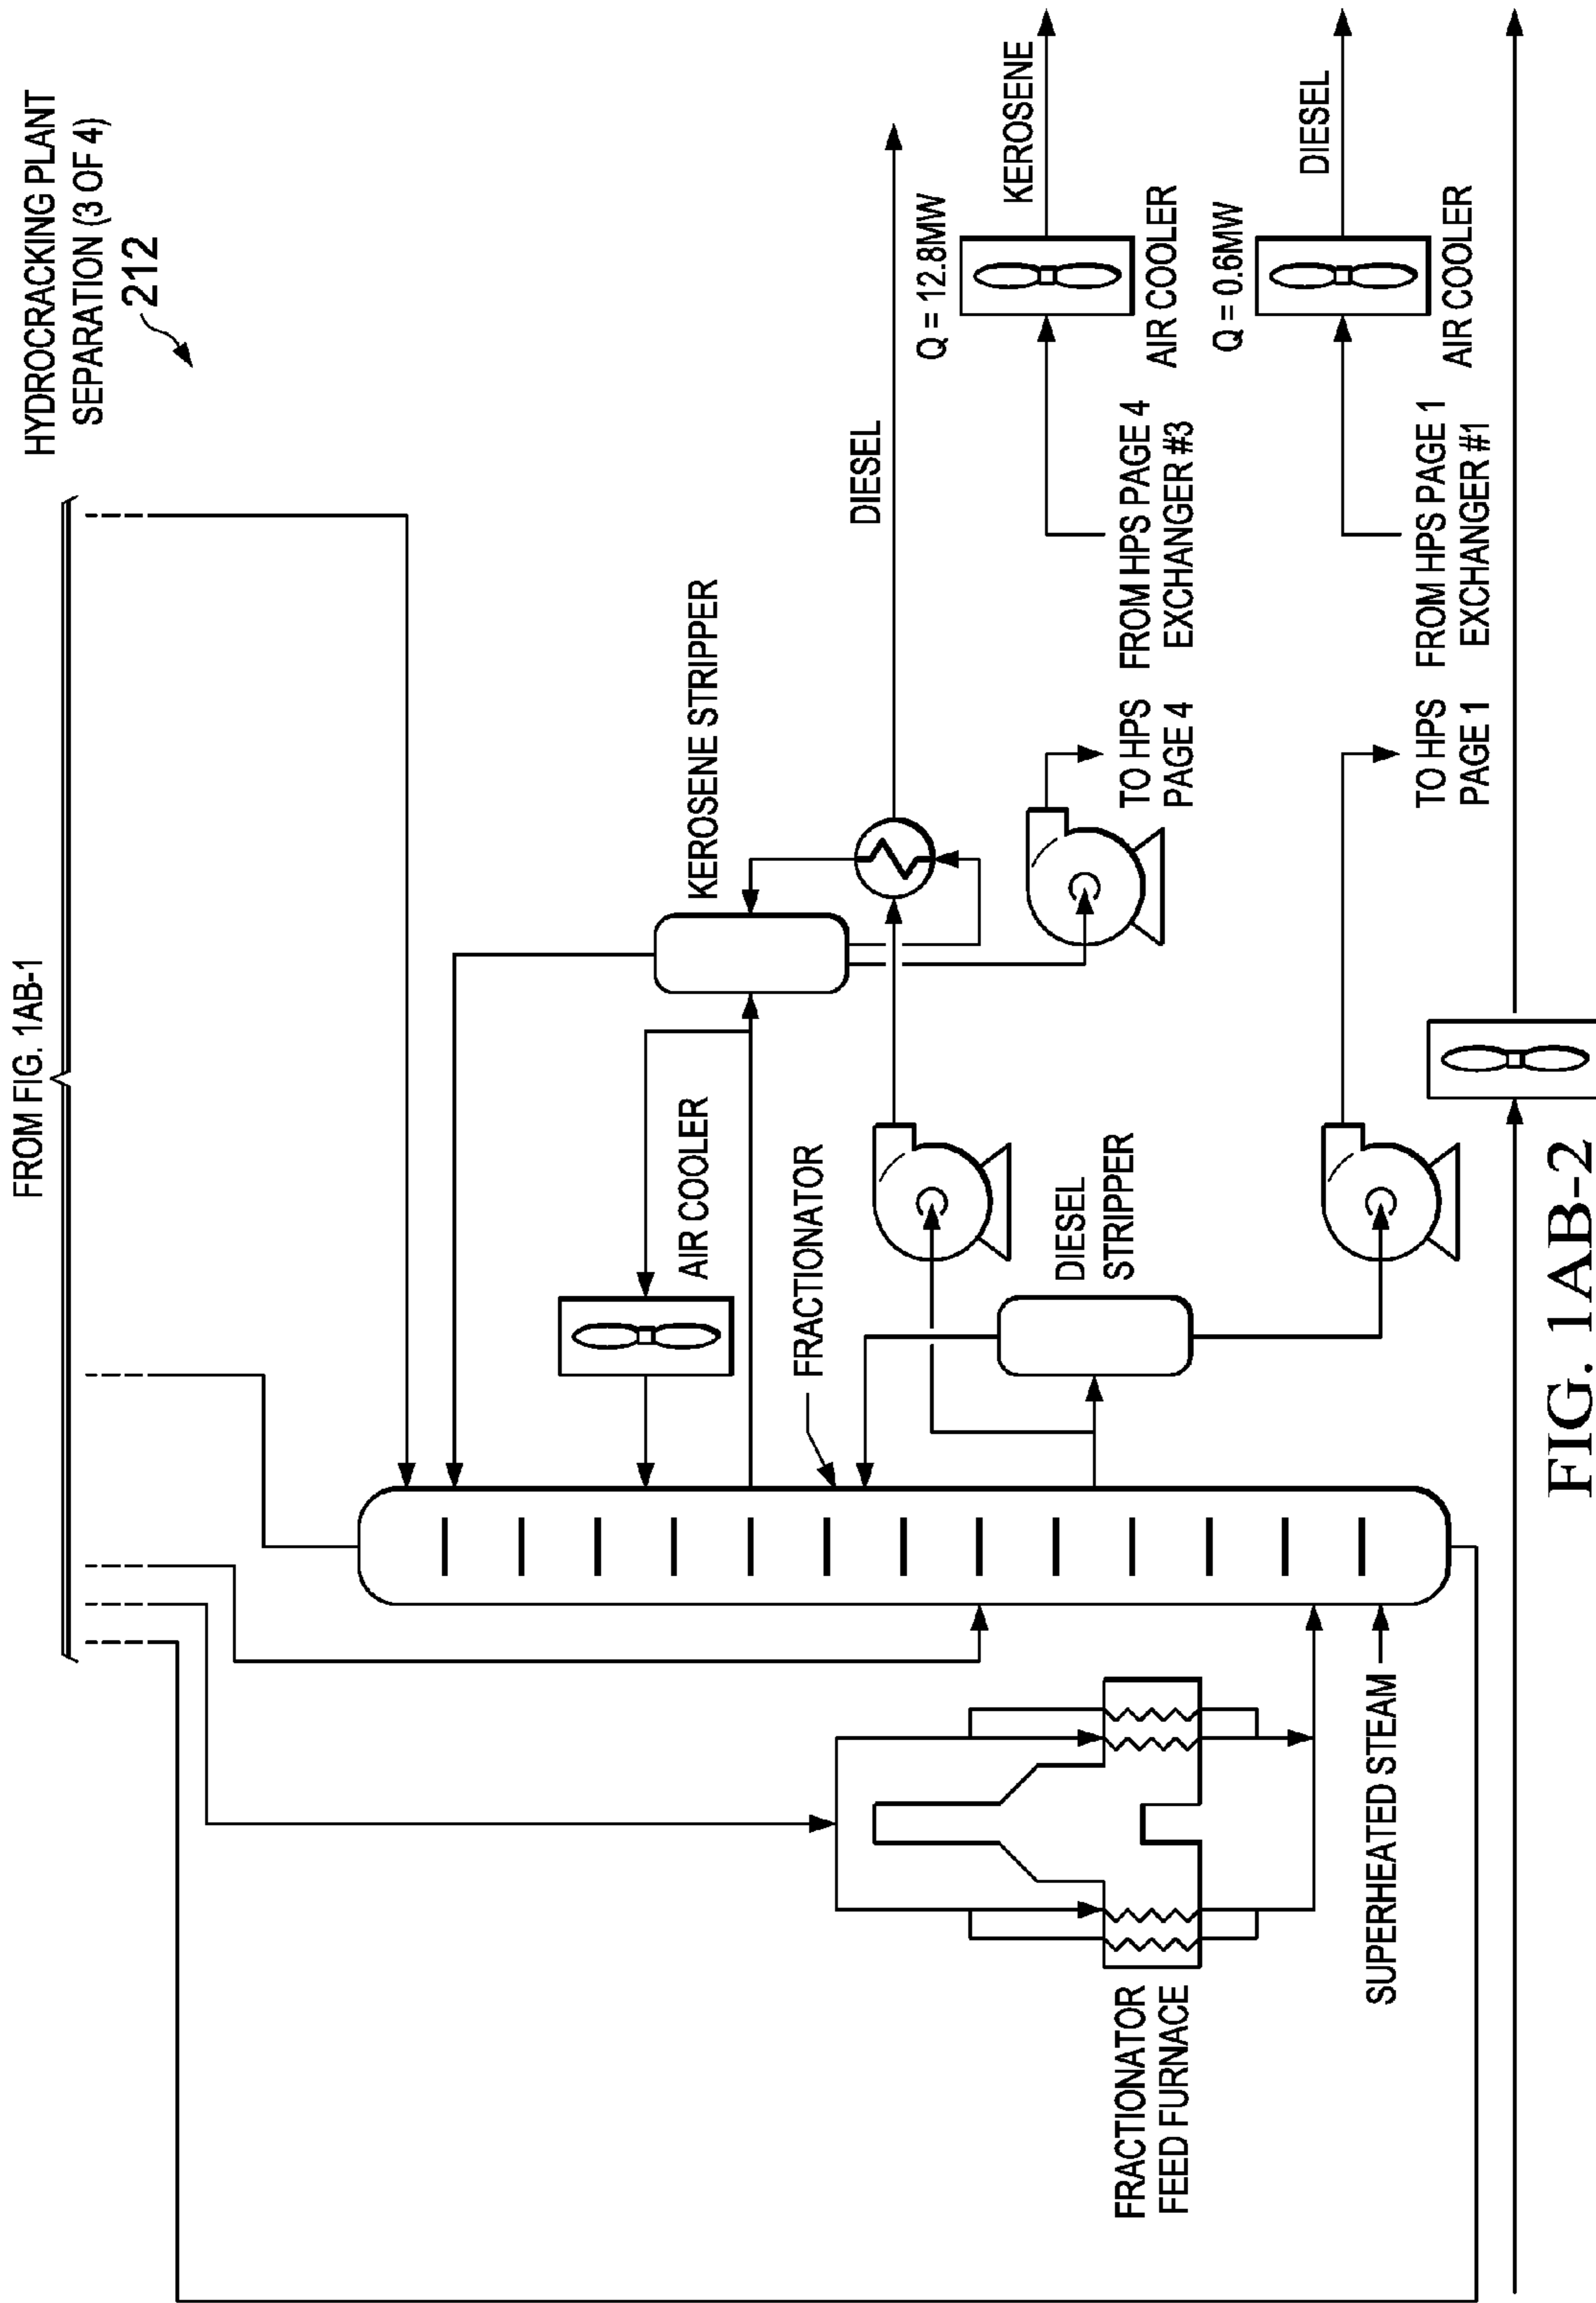 HYDROCRACKING PLANT
SEPARATION (3 OF 4)
212
FROM FIG. 1AB-1
KEROSENE STRIPPER
AIR COOLER
FRACTIONATOR
DIESEL
Q = 12.8MW
KEROSENE
AIR COOLER
TO HPS
PAGE 4
FROM HPS PAGE 4
EXCHANGER #3
DIESEL
STRIPPER
Q = 0.6MW
DIESEL
AIR COOLER
TO HPS
PAGE 1
FROM HPS PAGE 1
EXCHANGER #1
FRACTIONATOR
FEED FURNACE
SUPERHEATED STEAM
FIG. 1AB-2